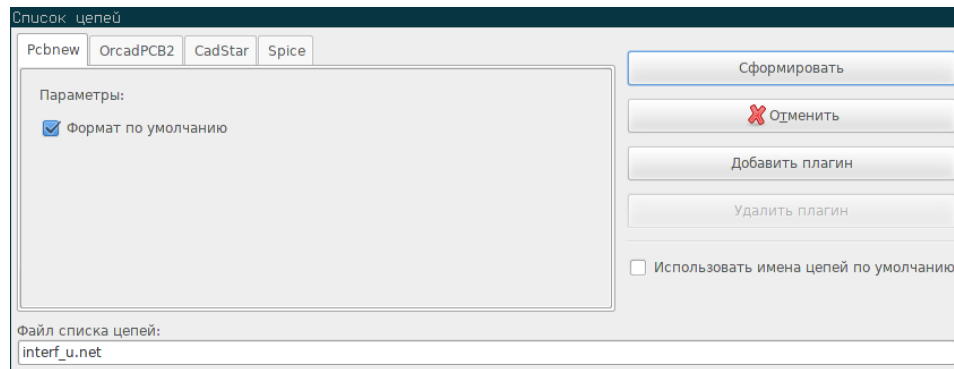 Список цепей
Pcbnew OrcadPCB2 CadStar Spice
Параметры:
Формат по умолчанию
Сформировать
Отменить
Добавить плагин
Удалить плагин
Использовать имена цепей по умолчанию
Файл списка цепей:
interf_u.net